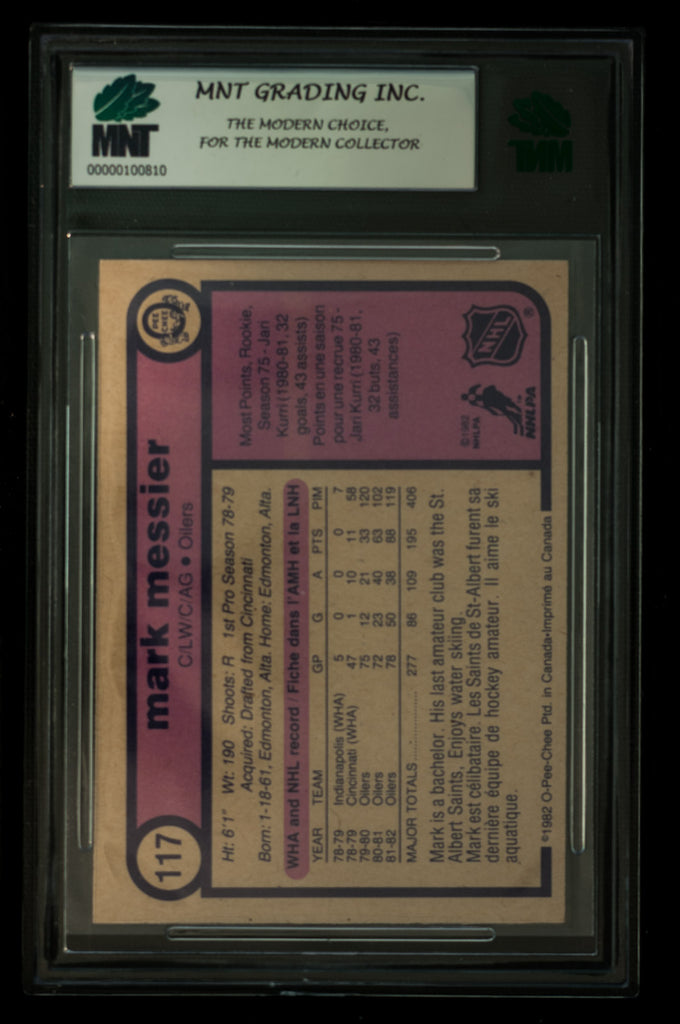 MNT GRADING INC.
THE MODERN CHOICE,
FOR THE MODERN COLLECTOR
MNT
00000100810
MNT
117
mark messier
C/LW/C/AG • Oilers
O PEE CHEE
Ht: 6'1" Wt: 190 Shoots: R 1st Pro Season 78-79
Acquired: Drafted from Cincinnati
Born: 1-18-61, Edmonton, Alta. Home: Edmonton, Alta.
WHA and NHL record / Fiche dans l'AMH et la LNH
YEAR TEAM GP G A PTS PIM
78-79 Indianapolis (WHA) 5 0 0 0 7
78-79 Cincinnati (WHA) 47 1 10 11 58
79-80 Oilers 75 12 21 33 120
80-81 Oilers 72 23 40 63 102
81-82 Oilers 78 50 38 88 119
MAJOR TOTALS .................... 277 86 109 195 406
Mark is a bachelor. His last amateur club was the St.
Albert Saints. Enjoys water skiing.
Mark est célibataire. Les Saints de St-Albert furent sa
dernière équipe de hockey amateur. Il aime le ski
aquatique.
Most Points, Rookie,
Season 75 - Jari
Kurri (1980-81, 32
goals, 43 assists)
Points en une saison
pour une recrue 75 -
Jari Kurri (1980-81,
32 buts, 43
assistances)
©1982
NHLPA
NHLPA
TM
NHL
®
©1982 O-Pee-Chee Ptd. in Canada-Imprimé au Canada